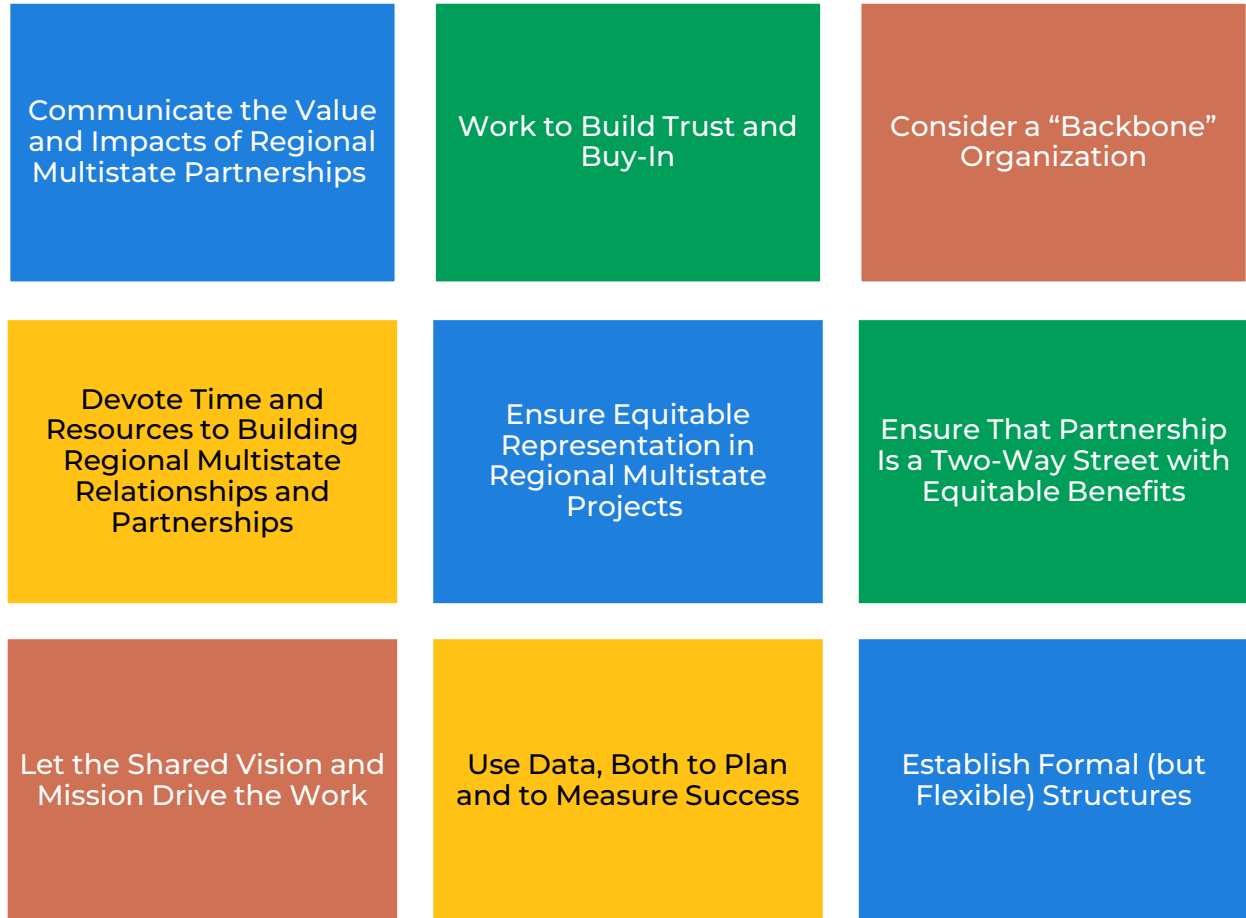 Communicate the Value
and Impacts of Regional
Multistate Partnerships
Work to Build Trust and
Buy-In
Consider a “Backbone”
Organization
Devote Time and
Resources to Building
Regional Multistate
Relationships and
Partnerships
Ensure Equitable
Representation in
Regional Multistate
Projects
Ensure That Partnership
Is a Two-Way Street with
Equitable Benefits
Let the Shared Vision and
Mission Drive the Work
Use Data, Both to Plan
and to Measure Success
Establish Formal (but
Flexible) Structures